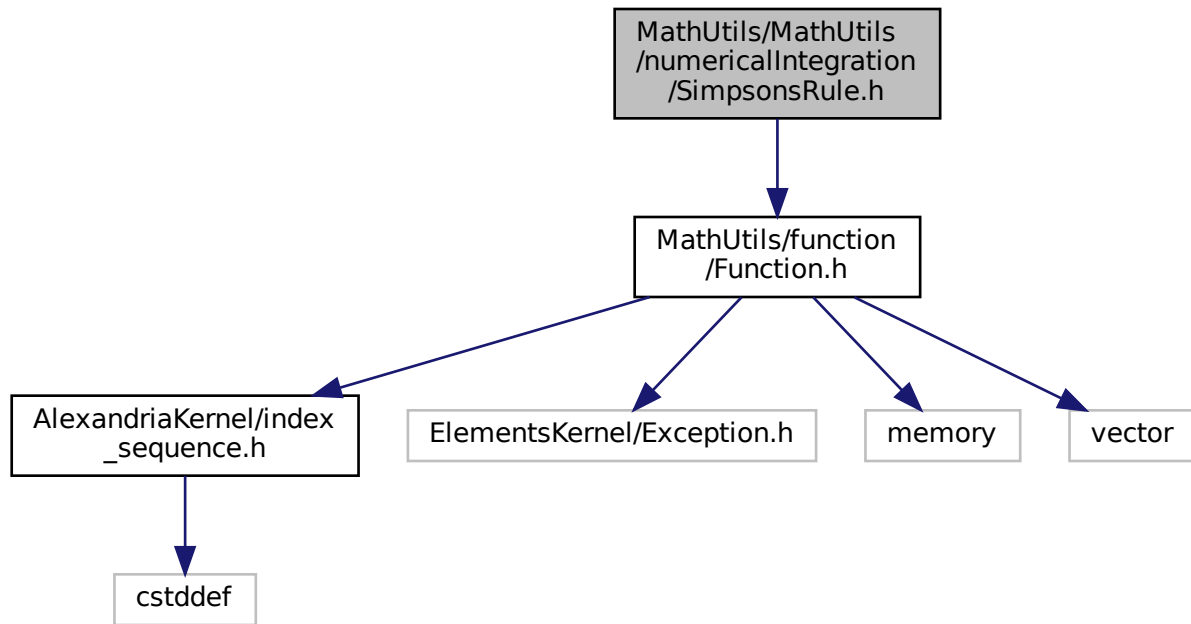 MathUtils/MathUtils
/numericalIntegration
/SimpsonsRule.h
MathUtils/function
/Function.h
AlexandriaKernel/index
_sequence.h
ElementsKernel/Exception.h
memory
vector
cstddef